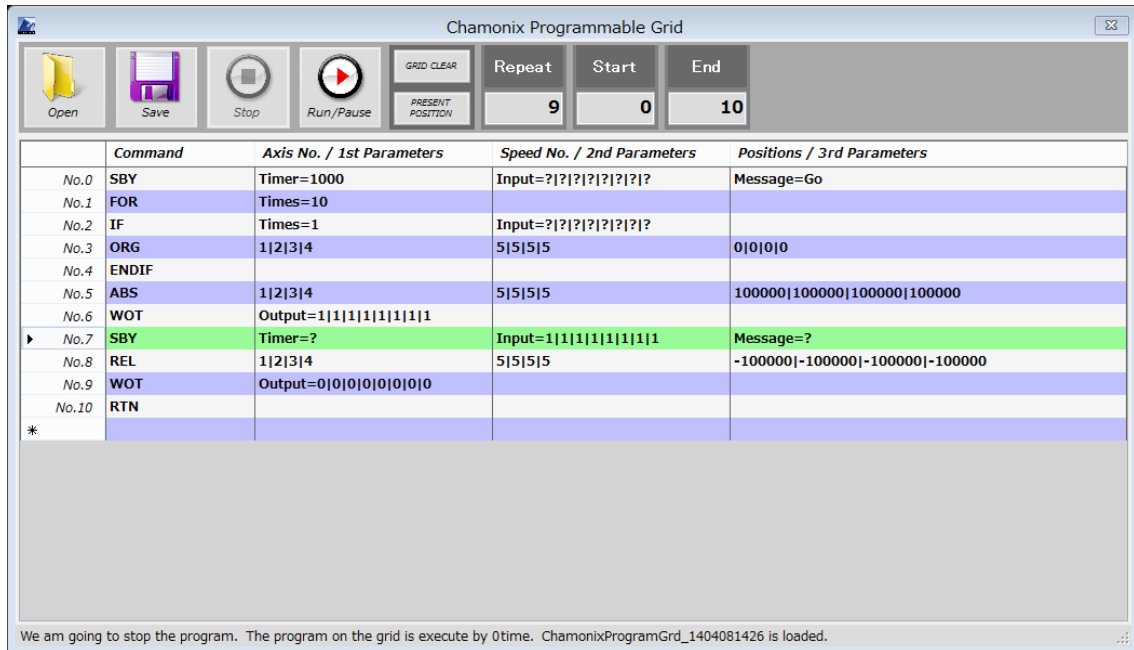 Chamonix Programmable Grid
Open
Save
Stop
Run/Pause
GRID CLEAR
PRESENT
POSITION
Repeat Start End
9 0 10
Command Axis No. / 1st Parameters Speed No. / 2nd Parameters Positions / 3rd Parameters
No.0 SBY Timer=1000 Input=?|?|?|?|?|?|?|? Message=Go
No.1 FOR Times=10
No.2 IF Times=1 Input=?|?|?|?|?|?|?|?
No.3 ORG 1|2|3|4 5|5|5|5 0|0|0|0
No.4 ENDIF
No.5 ABS 1|2|3|4 5|5|5|5 100000|100000|100000|100000
No.6 WOT Output=1|1|1|1|1|1|1|1
No.7 SBY Timer=? Input=1|1|1|1|1|1|1|1 Message=?
No.8 REL 1|2|3|4 5|5|5|5 -100000|-100000|-100000|-100000
No.9 WOT Output=0|0|0|0|0|0|0|0
No.10 RTN
*
We am going to stop the program. The program on the grid is execute by 0time. ChamonixProgramGrd_1404081426 is loaded.